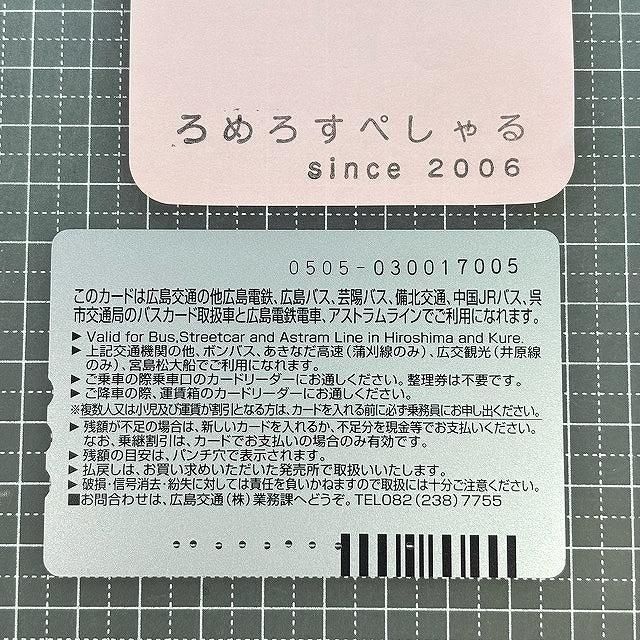 ろめろすぺしゃる
since 2006
0505-030017005
このカードは広島交通の他広島電鉄、広島バス、芸陽バス、備北交通、中国JRバス、呉
市交通局のバスカード取扱車と広島電鉄電車、アストラムラインでご利用になれます。
▶ Valid for Bus,Streetcar and Astram Line in Hiroshima and Kure.
▶ 上記交通機関の他、ボンバス、あきなだ高速（蒲刈線のみ）、広交観光（井原線
のみ）、宮島松大船でご利用になれます。
▶ ご乗車の際乗車口のカードリーダーにお通しください。整理券は不要です。
▶ ご降車の際、運賃箱のカードリーダーにお通しください。
※複数人又は小児及び運賃が割引となる方は、カードを入れる前に必ず乗務員にお申し出ください。
▶ 残額が不足の場合は、新しいカードを入れるか、不足分を現金等でお支払いください。
なお、乗継割引は、カードでお支払いの場合のみ有効です。
▶ 残額の目安は、パンチ穴で表示されます。
▶ 払戻しは、お買い求めいただいた発売所で取扱いいたします。
▶ 破損・信号消去・紛失に対しては責任を負いかねますので取扱には十分ご注意ください。
■お問合わせは、広島交通（株）業務課へどうぞ。TEL082（238）7755